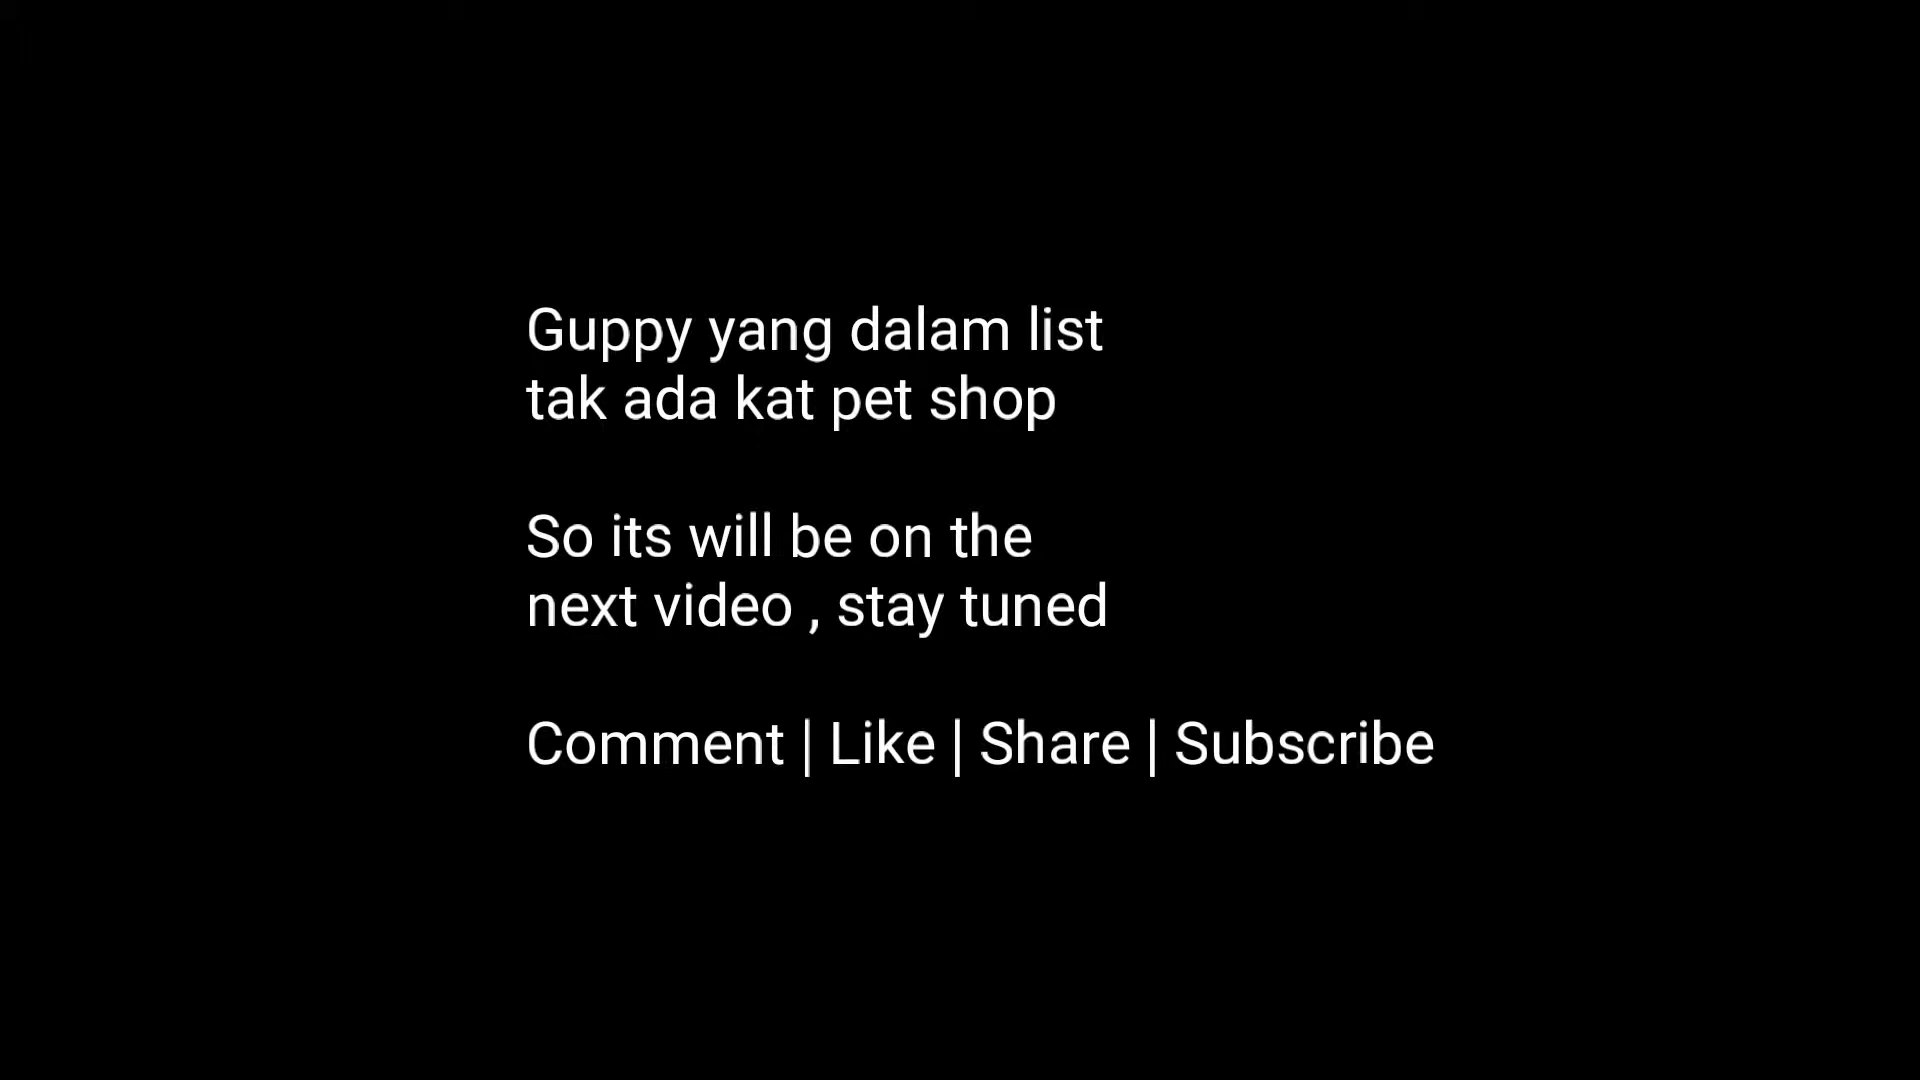 Guppy yang dalam list
tak ada kat pet shop
So its will be on the
next video , stay tuned
Comment | Like | Share | Subscribe